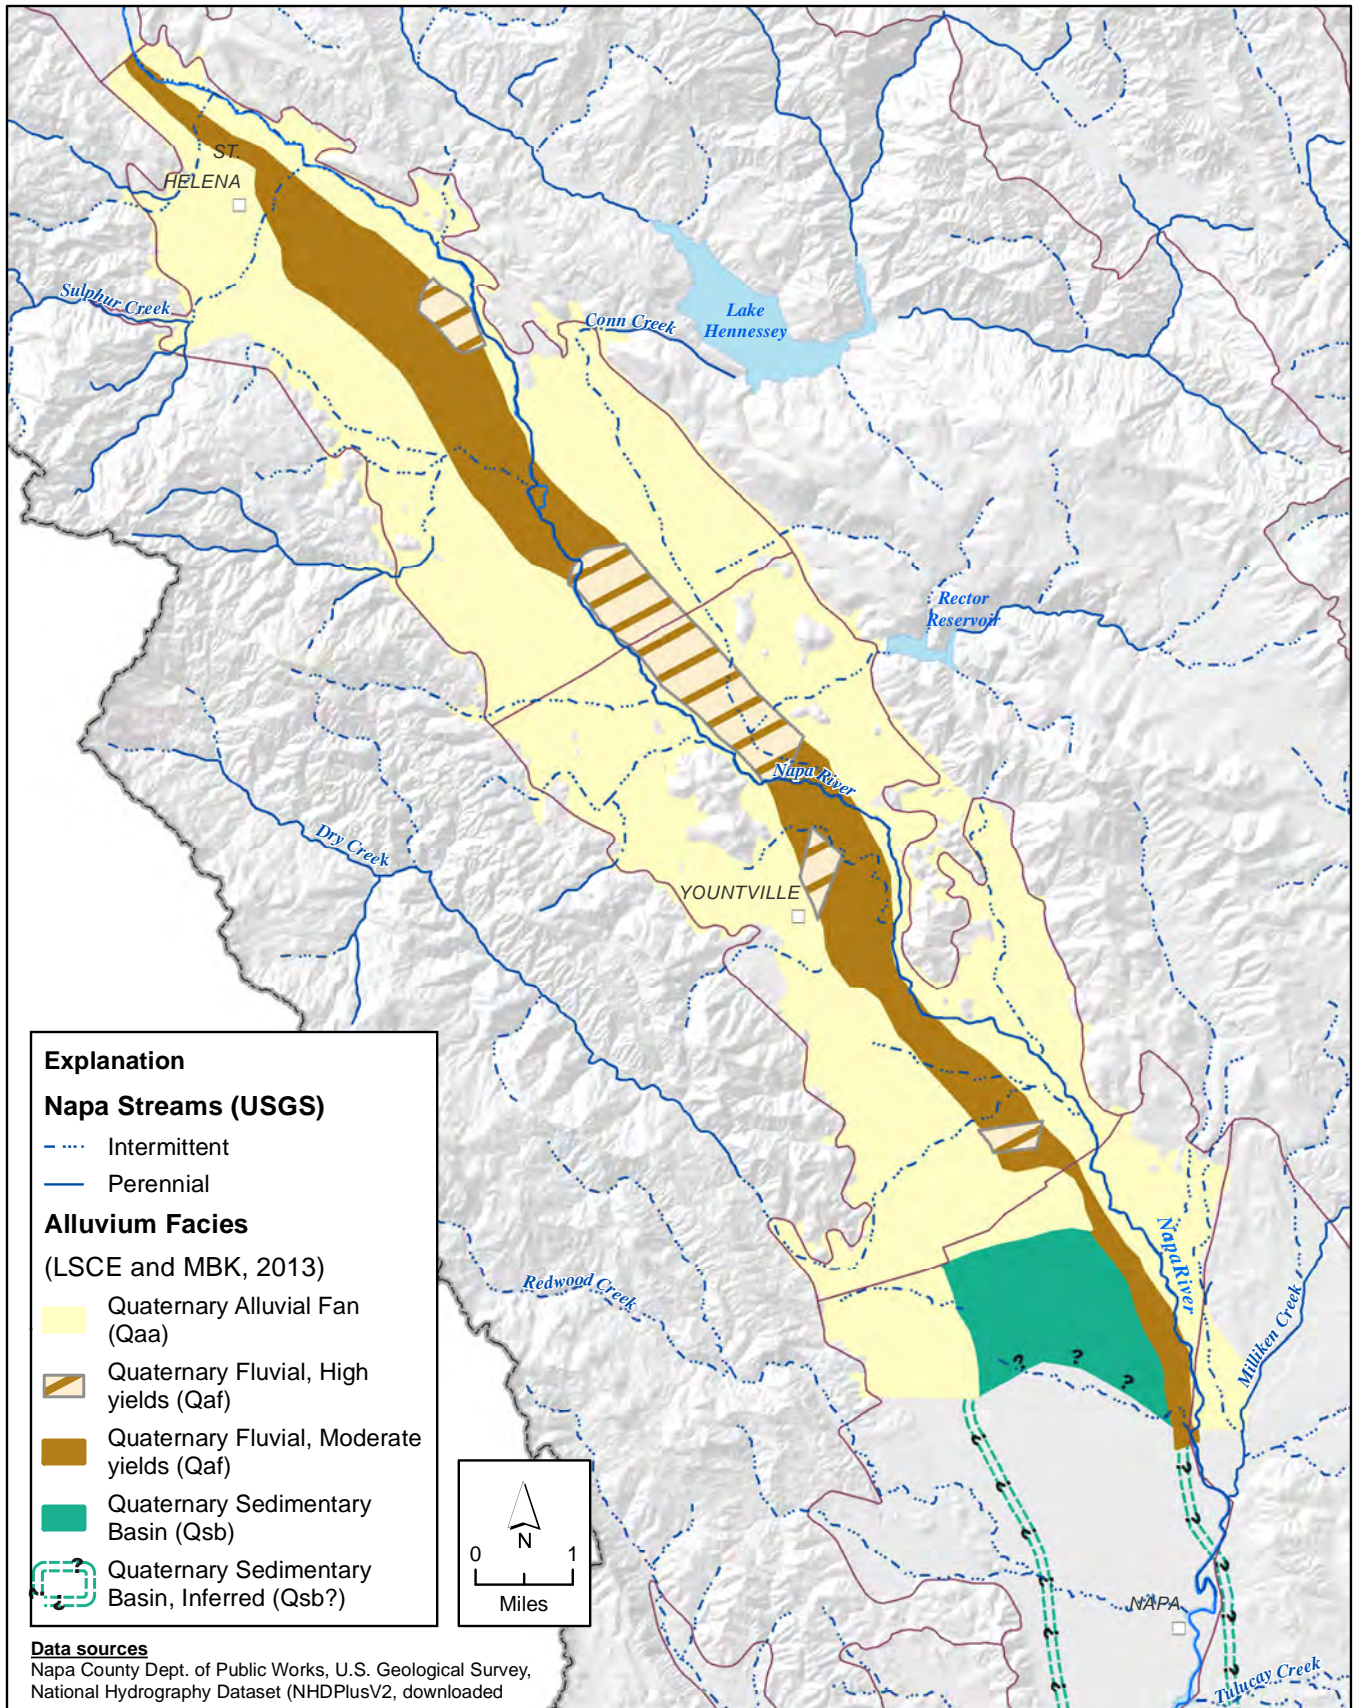 ST.
HELENA
Sulphur Creek
Conn Creek
Lake
Hennessey
Rector
Reservoir
Napa River
Dry Creek
YOUNTVILLE
Explanation
Napa Streams (USGS)
Intermittent
Perennial
Alluvium Facies
(LSCE and MBK, 2013)
Quaternary Alluvial Fan
(Qaa)
Quaternary Fluvial, High
yields (Qaf)
Quaternary Fluvial, Moderate
yields (Qaf)
Quaternary Sedimentary
Basin (Qsb)
? ? ?
Quaternary Sedimentary
Basin, Inferred (Qsb?)
N
0 1
Miles
Redwood Creek
Napa River
Milliken Creek
? ? ?
? ? ? ? ?
? ? ? ? ?
NAPA
Tulucay Creek
Data sources
Napa County Dept. of Public Works, U.S. Geological Survey,
National Hydrography Dataset (NHDPlusV2, downloaded